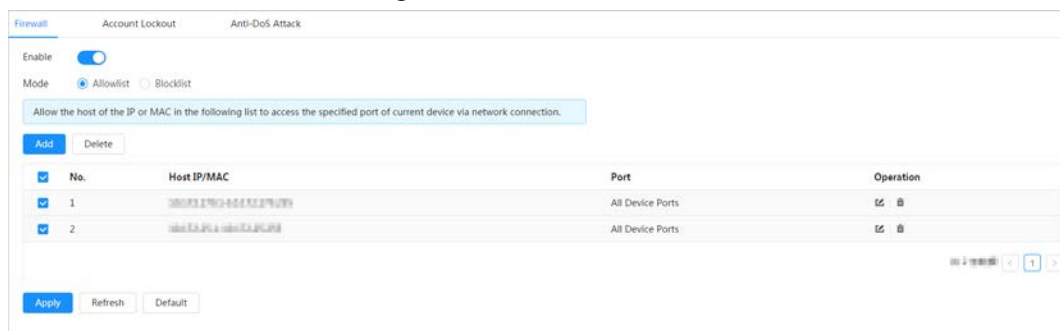 Firewall Account Lockout Anti-DoS Attack
Enable
Mode Allowlist Blocklist
Allow the host of the IP or MAC in the following list to access the specified port of current device via network connection.
Add Delete
No. Host IP/MAC Port Operation
1 All Device Ports
2 All Device Ports
1
Apply Refresh Default